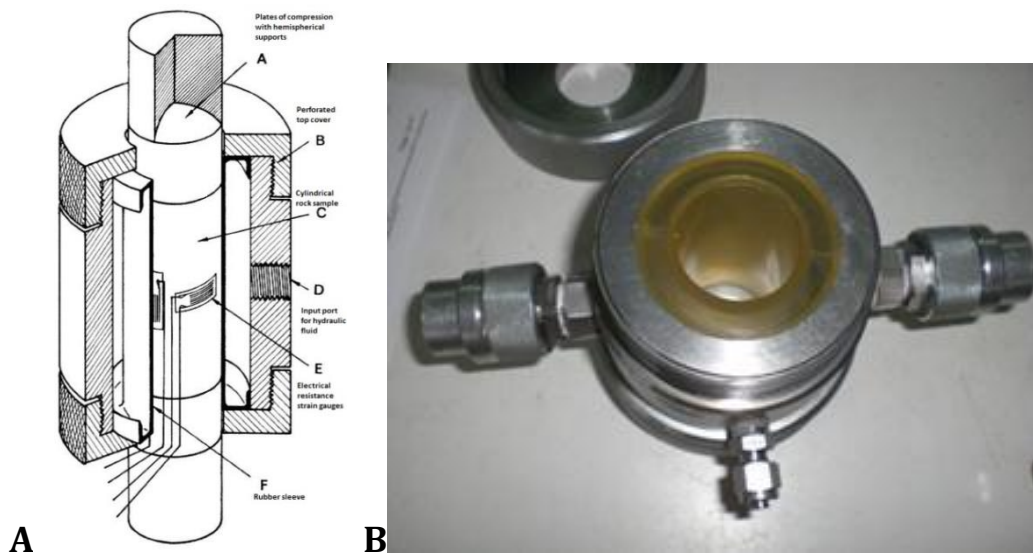 Plates of compression
with hemispherical
supports
A
Perforated
top cover
B
Cylindrical
rock sample
C
D
Input port
for hydraulic
fluid
E
Electrical
resistance
strain gauges
F
Rubber sleeve
A
B